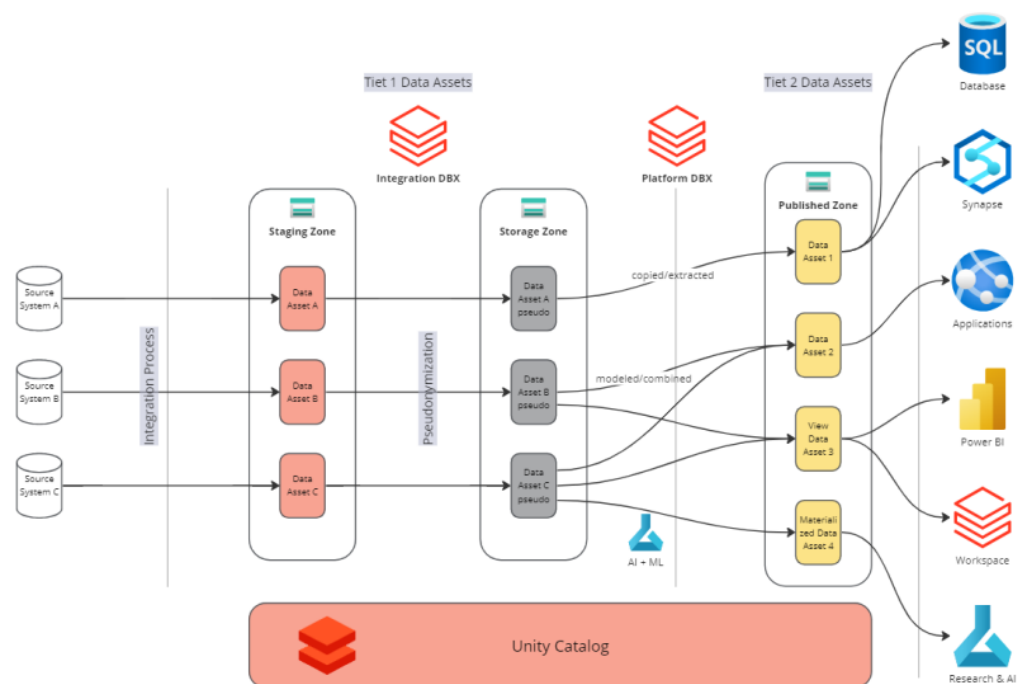 SQL
Database
Tiet 1 Data Assets
Tiet 2 Data Assets
Integration DBX
Platform DBX
Synapse
Staging Zone
Storage Zone
Published Zone
Data
Asset 1
copied/extracted
Source
System A
Data
Asset A
Data
Asset A
pseudo
Applications
Integration Process
Pseudonymization
Data
Asset 2
modeled/combined
Source
System B
Data
Asset B
Data
Asset B
pseudo
View
Data
Asset 3
Power BI
Source
System C
Data
Asset C
Data
Asset C
pseudo
AI + ML
Materiali
zed Data
Asset 4
Workspace
Unity Catalog
Research & AI